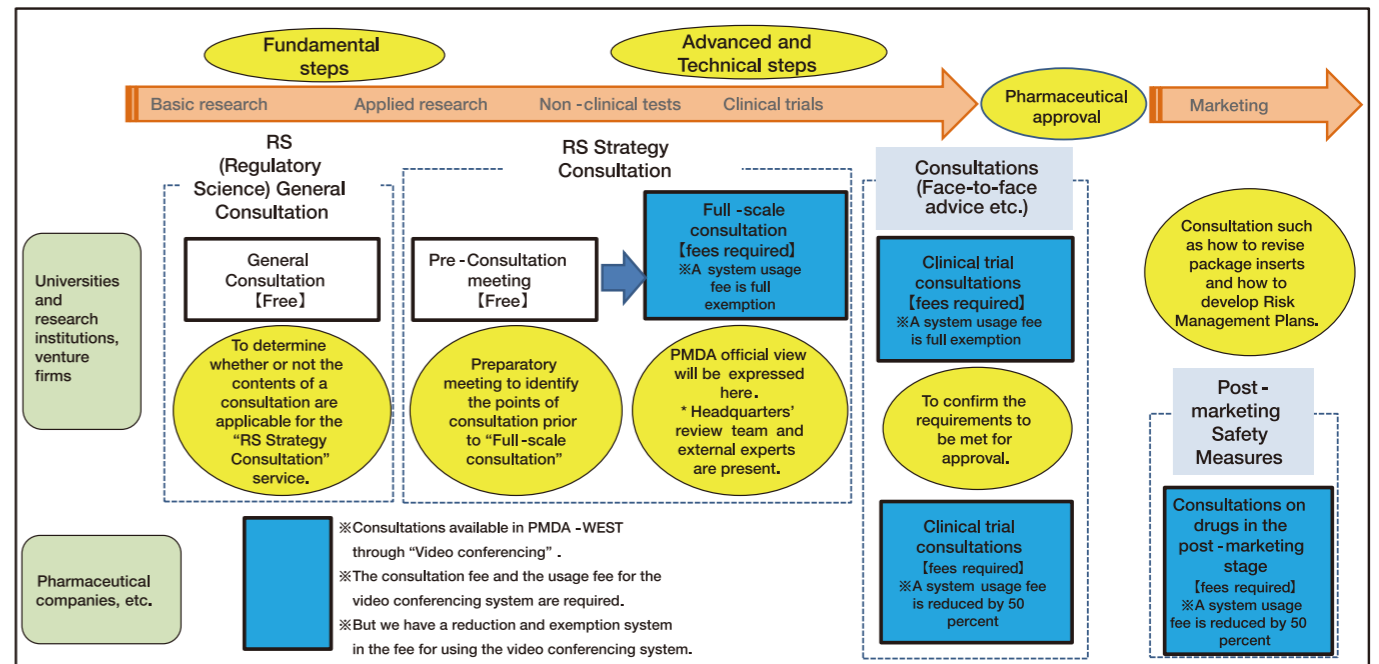 Fundamental
steps
Advanced and
Technical steps
Basic research
Applied research
Non-clinical tests
Clinical trials
Pharmaceutical
approval
Marketing
RS
(Regulatory
Science) General
Consultation
RS Strategy
Consultation
Consultations
(Face-to-face
advice etc.)
Universities
and
research
institutions,
venture
firms
General
Consultation
【Free】
Pre-Consultation
meeting
【Free】
Full-scale
consultation
【fees required】
※A system usage
fee is full
exemption
Clinical trial
consultations
【fees required】
※A system usage fee
is full exemption
Consultation such
as how to revise
package inserts
and how to
develop Risk
Management Plans.
To determine
whether or not the
contents of a
consultation are
applicable for the
“RS Strategy
Consultation”
service.
Preparatory
meeting to identify
the points of
consultation prior
to “Full-scale
consultation”
PMDA official view
will be expressed
here.
* Headquarters’
review team and
external experts
are present.
To confirm the
requirements to
be met for
approval.
Post-
marketing
Safety
Measures
Pharmaceutical
companies, etc.
※Consultations available in PMDA-WEST
through “Video conferencing”.
※The consultation fee and the usage fee for the
video conferencing system are required.
※But we have a reduction and exemption system
in the fee for using the video conferencing system.
Clinical trial
consultations
【fees required】
※A system usage fee
is reduced by 50
percent
Consultations on
drugs in the
post-marketing
stage
【fees required】
※A system usage
fee is reduced by 50
percent